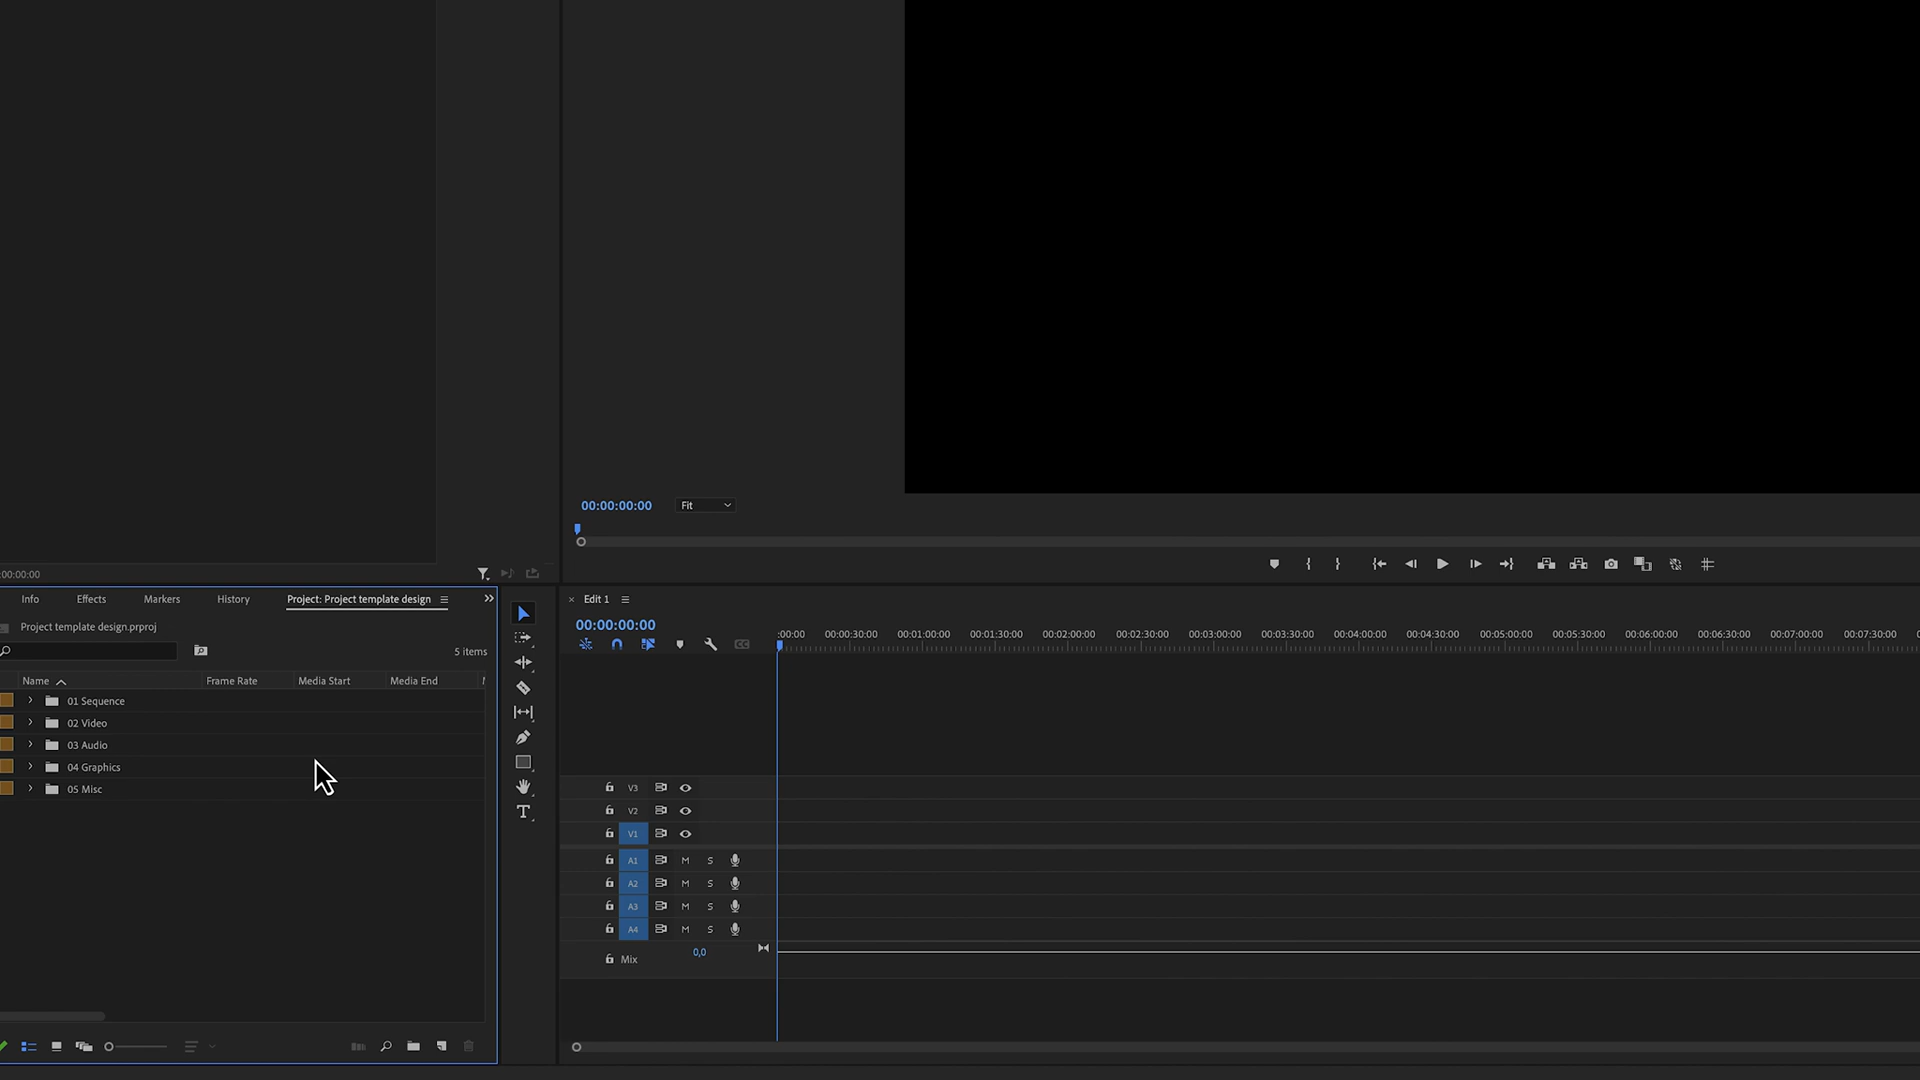 00:00:00:00 Fit
:00:00:00
Info Effects Markers History Project: Project template design
Project template design.prproj
5 items
Name Frame Rate Media Start Media End
01 Sequence
02 Video
03 Audio
04 Graphics
05 Misc
Edit 1
00:00:00:00
:00:00 00:00:30:00 00:01:00:00 00:01:30:00 00:02:00:00 00:02:30:00 00:03:00:00 00:03:30:00 00:04:00:00 00:04:30:00 00:05:00:00 00:05:30:00 00:06:00:00 00:06:30:00 00:07:00:00 00:07:30:00
V3
V2
V1
A1 M S
A2 M S
A3 M S
A4 M S
Mix 0,0